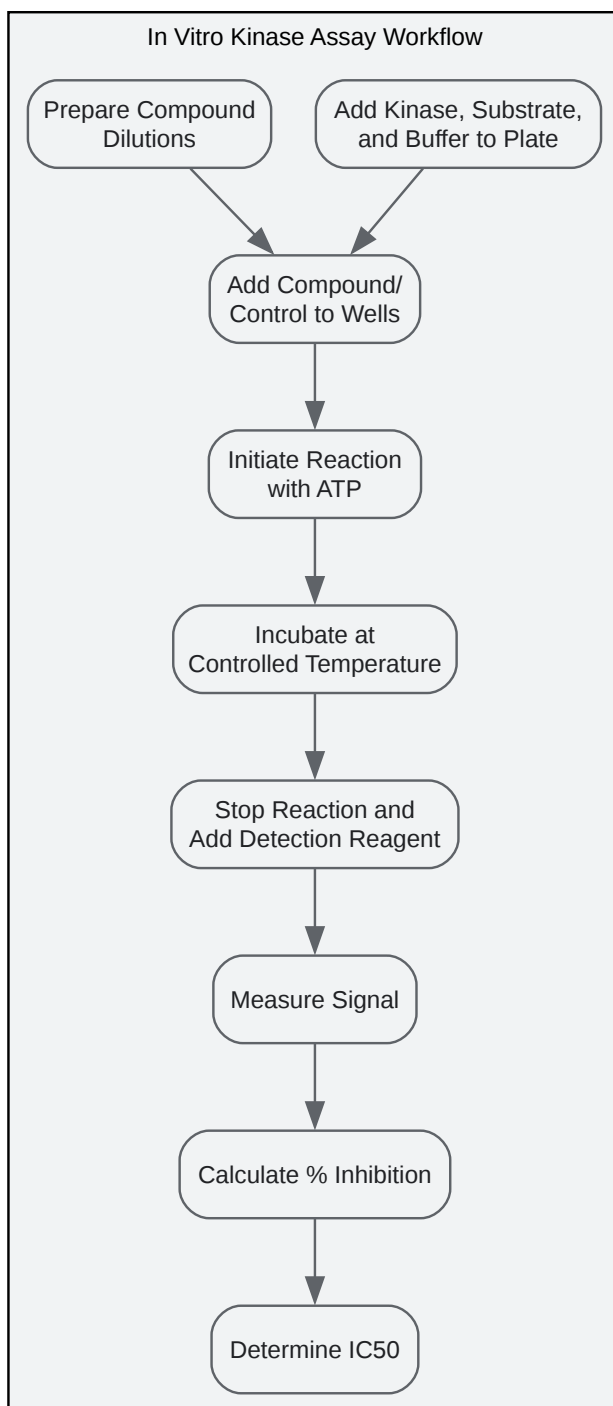 In Vitro Kinase Assay Workflow
Prepare Compound
Dilutions
Add Kinase, Substrate,
and Buffer to Plate
Add Compound/
Control to Wells
Initiate Reaction
with ATP
Incubate at
Controlled Temperature
Stop Reaction and
Add Detection Reagent
Measure Signal
Calculate % Inhibition
Determine IC50